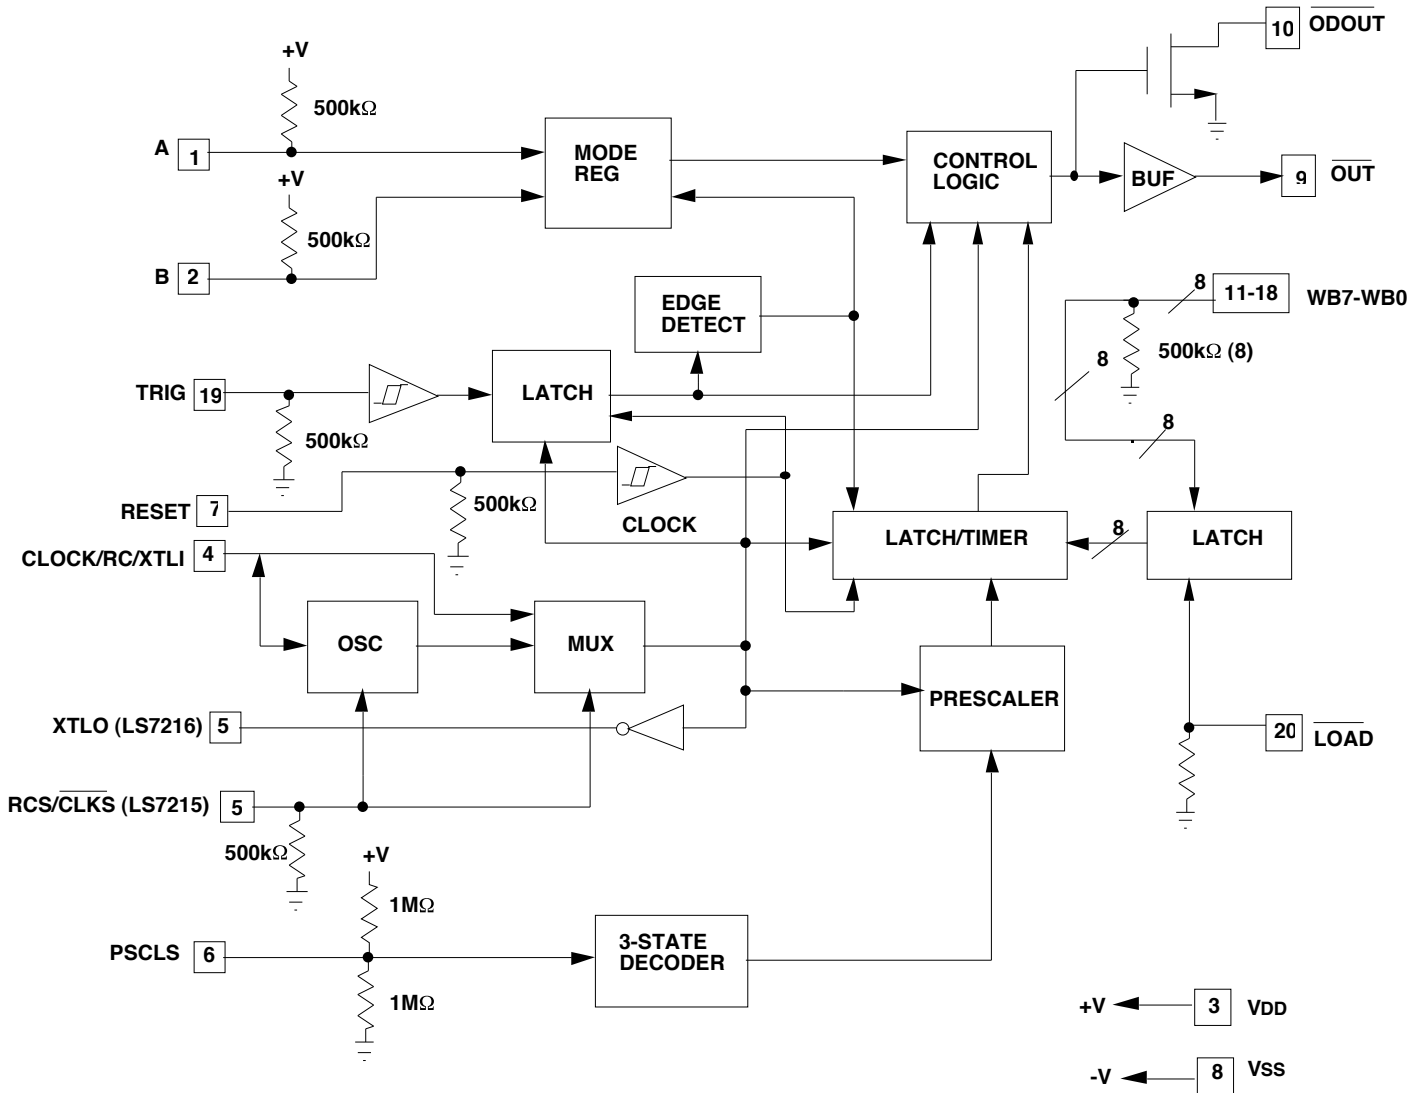 10 ODOUT
+V
500kΩ
A 1
MODE REG
CONTROL LOGIC
BUF
9 OUT
+V
500kΩ
B 2
EDGE DETECT
8
11-18 WB7-WB0
500kΩ (8)
8
TRIG 19
LATCH
500kΩ
8
RESET 7
500kΩ
CLOCK
LATCH/TIMER
8
LATCH
CLOCK/RC/XTLI 4
OSC
MUX
PRESCALER
XTLO (LS7216) 5
20 LOAD
RCS/CLKS (LS7215) 5
500kΩ
+V
1MΩ
PSCLS 6
3-STATE DECODER
1MΩ
+V 3 VDD
-V 8 VSS